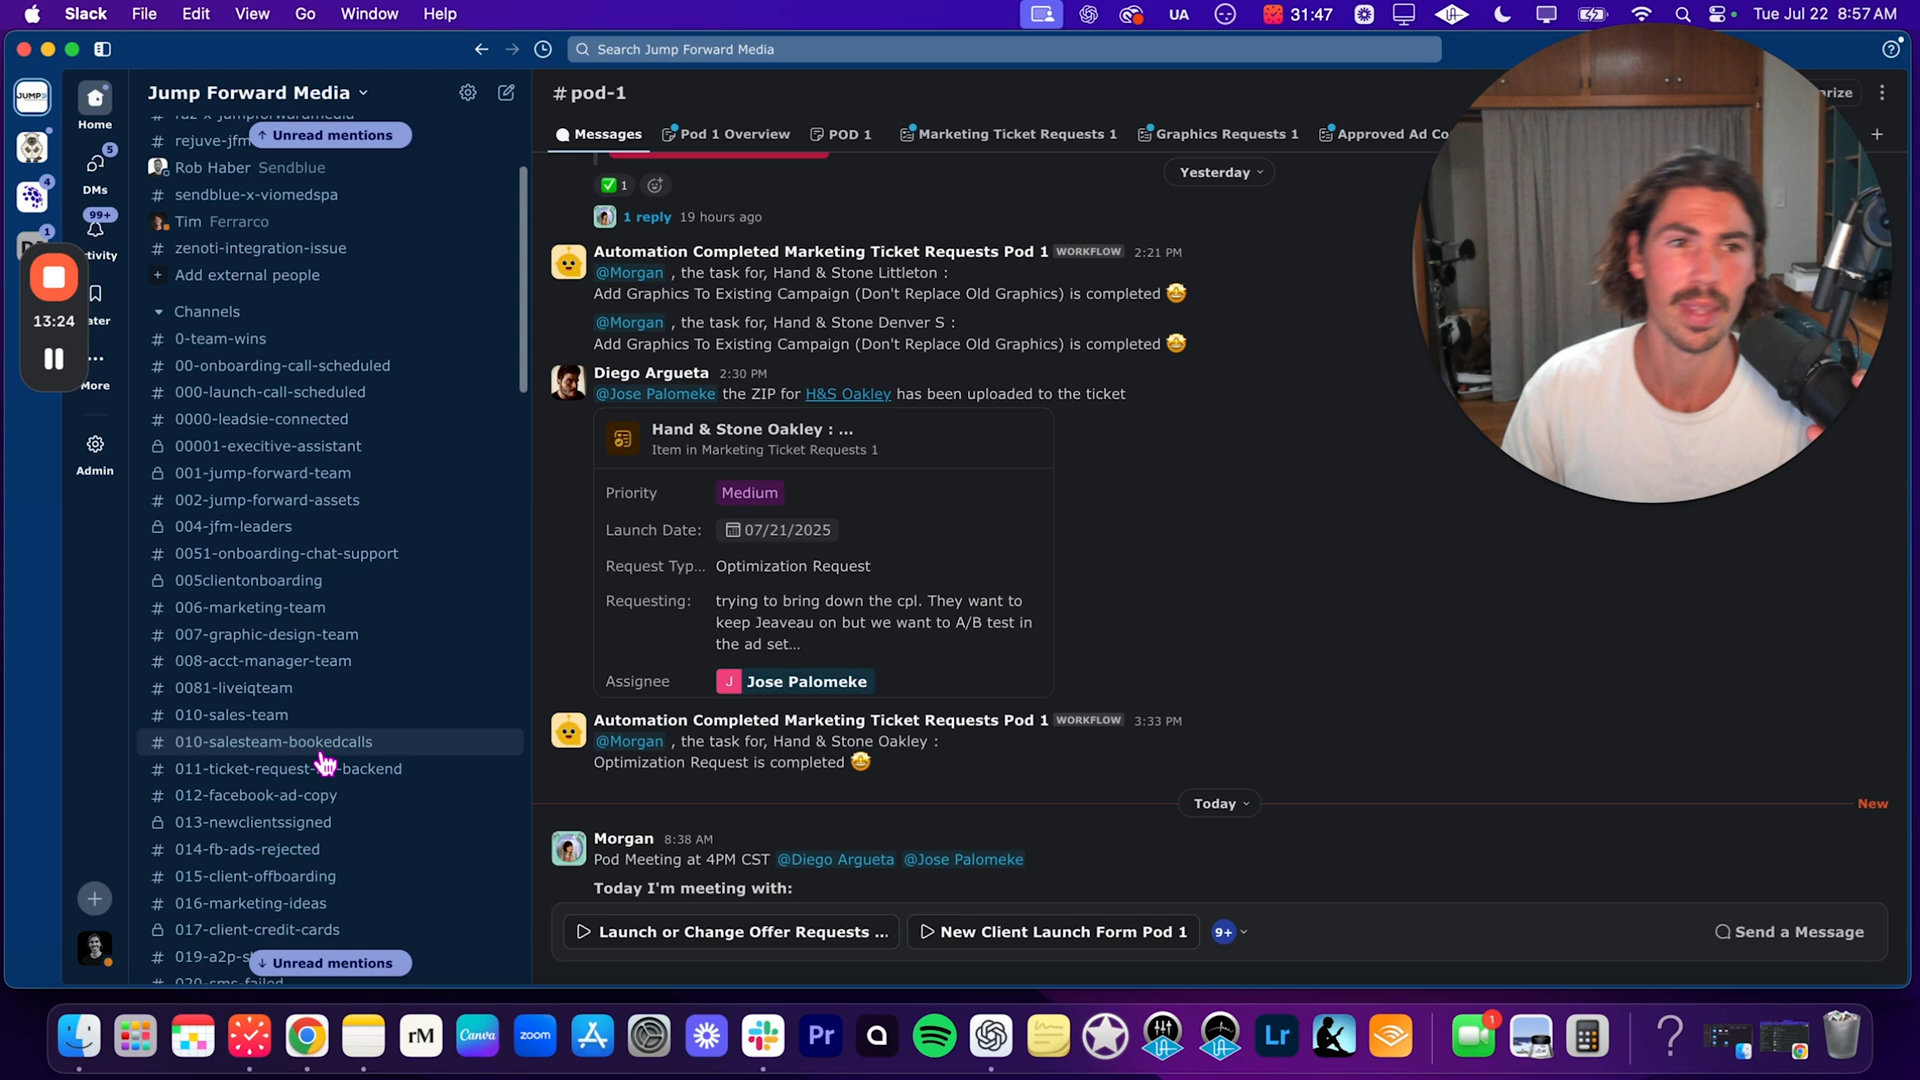 Slack File Edit View Go Window Help
UA 31:47 Tue Jul 22 8:57 AM
Search Jump Forward Media
JUMP
Jump Forward Media
Home
5
DMs
4
99+
1
Later
More
Admin
13:24
Unread mentions
rejuve-jfm
Rob Haber Sendblue
sendblue-x-viomedspa
Tim Ferrarco
zenoti-integration-issue
Add external people
Channels
0-team-wins
00-onboarding-call-scheduled
000-launch-call-scheduled
0000-leadsie-connected
00001-execitive-assistant
001-jump-forward-team
002-jump-forward-assets
004-jfm-leaders
0051-onboarding-chat-support
005clientonboarding
006-marketing-team
007-graphic-design-team
008-acct-manager-team
0081-liveiqteam
010-sales-team
010-salesteam-bookedcalls
011-ticket-request- -backend
012-facebook-ad-copy
013-newclientssigned
014-fb-ads-rejected
015-client-offboarding
016-marketing-ideas
017-client-credit-cards
019-a2p-s
Unread mentions
020-sms-failed
# pod-1
Messages Pod 1 Overview POD 1 Marketing Ticket Requests 1 Graphics Requests 1 Approved Ad Co
Yesterday
1
1 reply 19 hours ago
Automation Completed Marketing Ticket Requests Pod 1 WORKFLOW 2:21 PM
@Morgan , the task for, Hand & Stone Littleton :
Add Graphics To Existing Campaign (Don't Replace Old Graphics) is completed
@Morgan , the task for, Hand & Stone Denver S :
Add Graphics To Existing Campaign (Don't Replace Old Graphics) is completed
Diego Argueta 2:30 PM
@Jose Palomeke the ZIP for H&S Oakley has been uploaded to the ticket
Hand & Stone Oakley : ...
Item in Marketing Ticket Requests 1
Priority Medium
Launch Date: 07/21/2025
Request Typ... Optimization Request
Requesting: trying to bring down the cpl. They want to
keep Jeaveau on but we want to A/B test in
the ad set...
Assignee J Jose Palomeke
Automation Completed Marketing Ticket Requests Pod 1 WORKFLOW 3:33 PM
@Morgan , the task for, Hand & Stone Oakley :
Optimization Request is completed
Today
New
Morgan 8:38 AM
Pod Meeting at 4PM CST @Diego Argueta @Jose Palomeke
Today I'm meeting with:
Launch or Change Offer Requests ... New Client Launch Form Pod 1 9+ Send a Message
rM Canva zoom Pr Lr 1